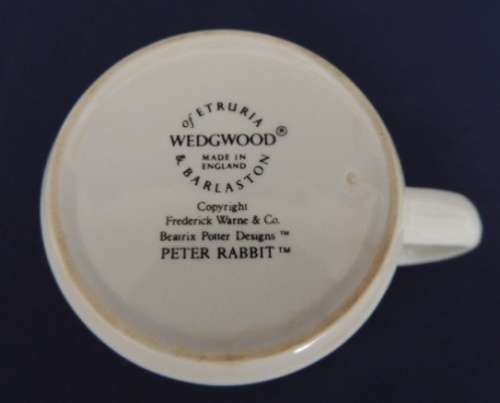 of ETRURIA
WEDGWOOD®
MADE IN
ENGLAND
& BARLASTON
Copyright
Frederick Warne & Co.
Beatrix Potter Designs ™
PETER RABBIT ™